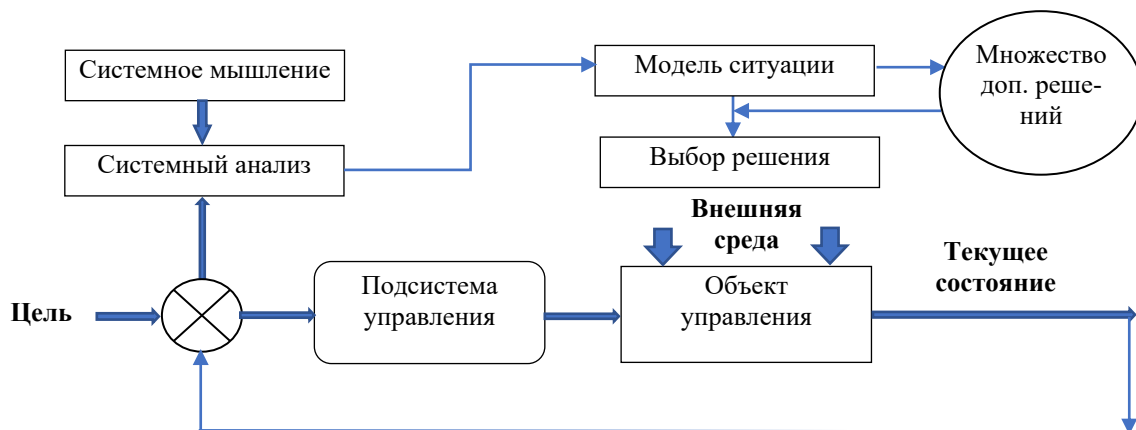 Системное мышление
Модель ситуации
Множество
доп. реше-
ний
Системный анализ
Выбор решения
Внешняя
среда
Текущее
состояние
Цель
Подсистема
управления
Объект
управления